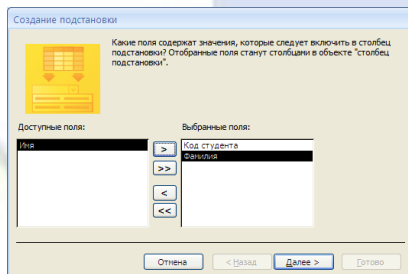 Создание подстановки
Какие поля содержат значения, которые следует включить в столбец
подстановки? Отобранные поля станут столбцами в объекте "столбец
подстановки".
Доступные поля: Выбранные поля:
Имя > Код студента
Фамилия
>>
<
<<
Отмена < Назад Далее > Готово